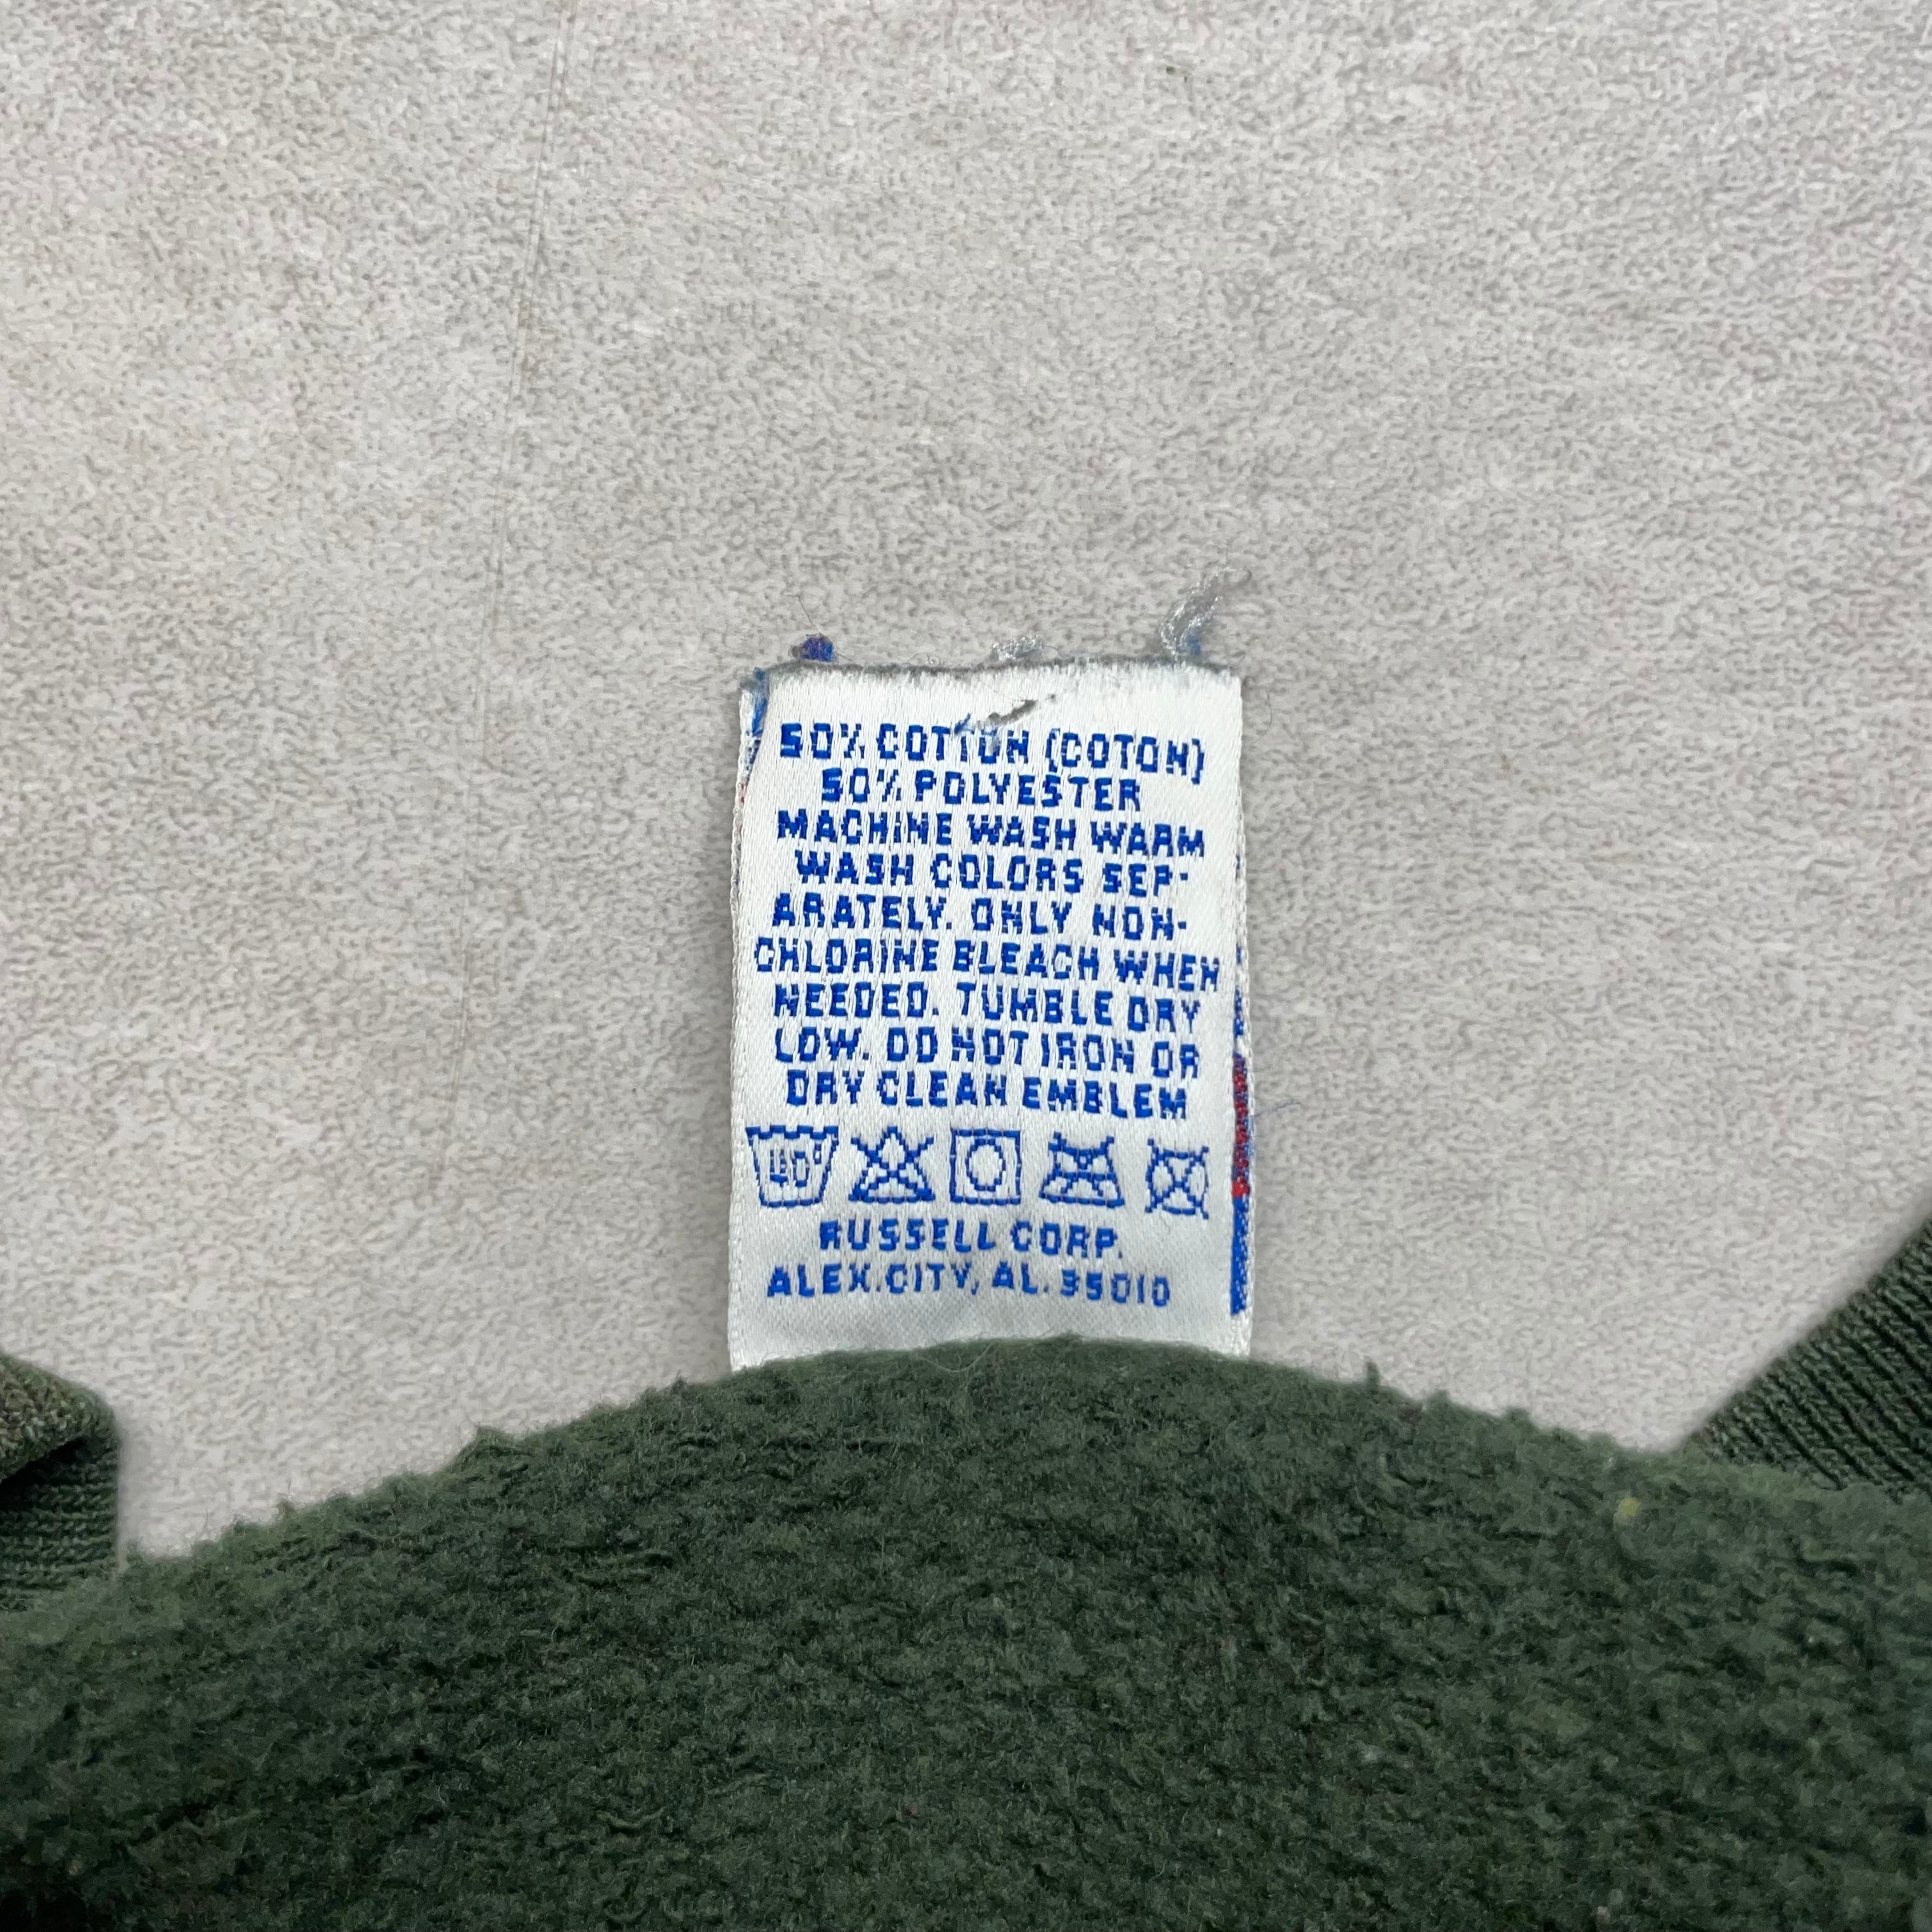 50% COTTON (COTON)
50% POLYESTER
MACHINE WASH WARM
WASH COLORS SEP-
ARATELY. ONLY NON-
CHLORINE BLEACH WHEN
NEEDED. TUMBLE DRY
LOW. DO NOT IRON OR
DRY CLEAN EMBLEM
40°
RUSSELL CORP.
ALEX.CITY, AL. 35010